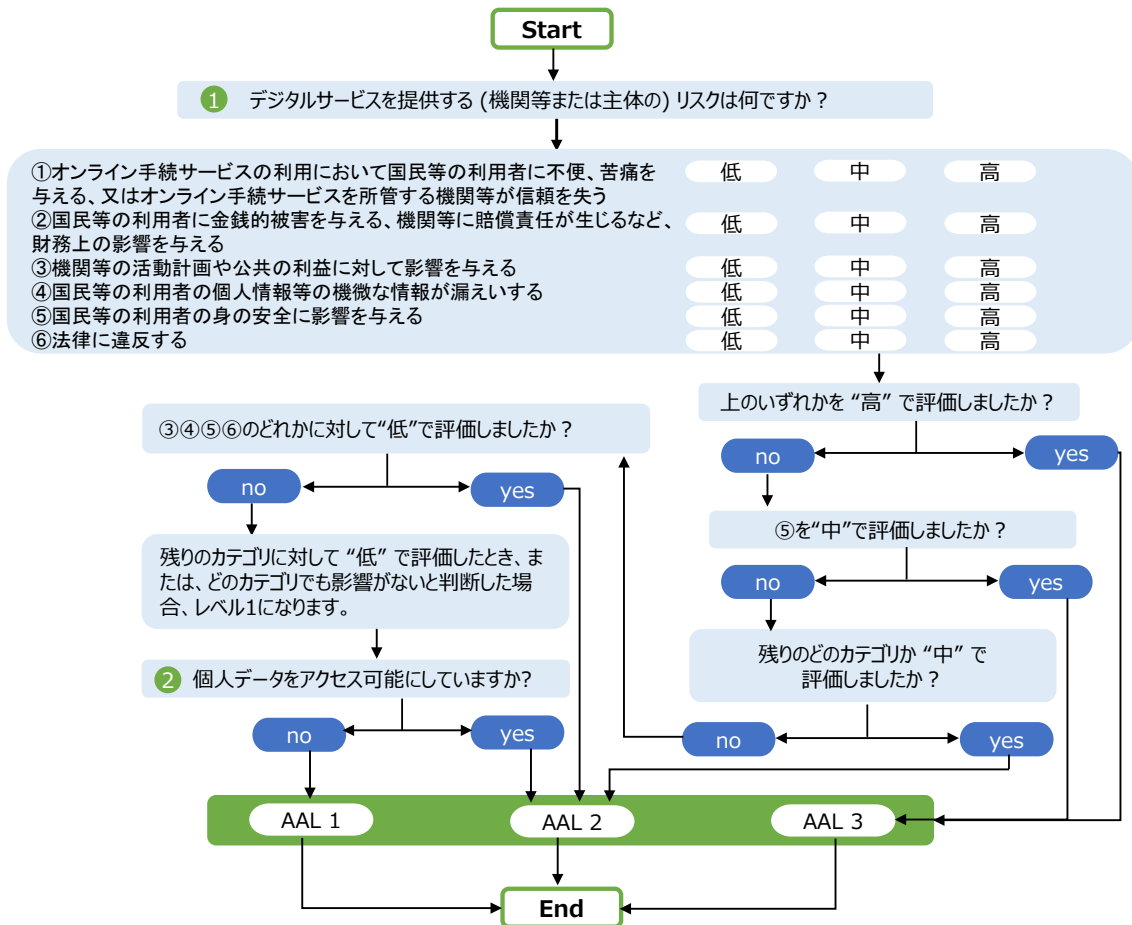 Start
1 デジタルサービスを提供する (機関等または主体の) リスクは何ですか？
①オンライン手続サービスの利用において国民等の利用者に不便、苦痛を
与える、又はオンライン手続サービスを所管する機関等が信頼を失う
低 中 高
②国民等の利用者に金銭的被害を与える、機関等に賠償責任が生じるなど、
財務上の影響を与える
低 中 高
③機関等の活動計画や公共の利益に対して影響を与える 低 中 高
④国民等の利用者の個人情報等の機微な情報が漏えいする 低 中 高
⑤国民等の利用者の身の安全に影響を与える 低 中 高
⑥法律に違反する 低 中 高
上のいずれかを “高” で評価しましたか？
no yes
⑤を“中”で評価しましたか？
no yes
残りのどのカテゴリか “中” で
評価しましたか？
no yes
③④⑤⑥のどれかに対して“低”で評価しましたか？
no yes
残りのカテゴリに対して “低” で評価したとき、ま
たは、どのカテゴリでも影響がないと判断した場
合、レベル1になります。
2 個人データをアクセス可能にしていますか?
no yes
AAL 1 AAL 2 AAL 3
End